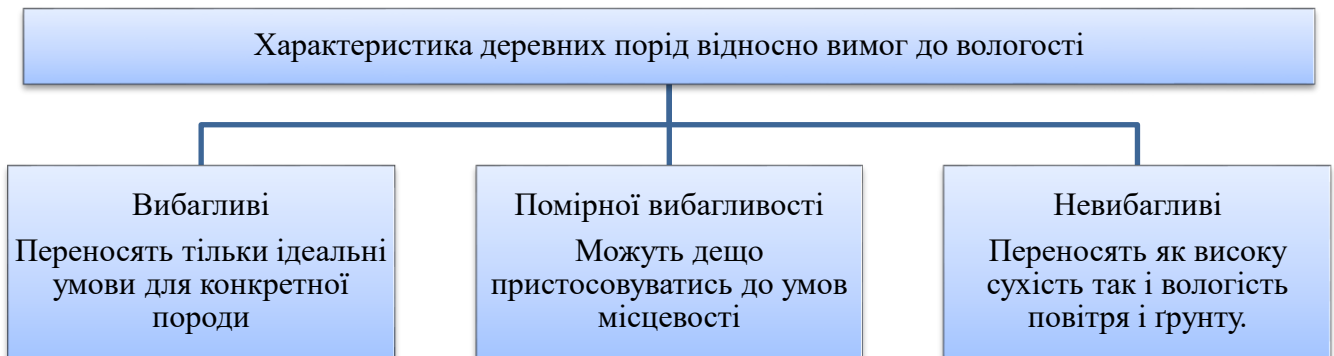 Характеристика деревних порід відносно вимог до вологості
Вибагливі
Переносять тільки ідеальні
умови для конкретної
породи
Помірної вибагливості
Можуть дещо
пристосовуватись до умов
місцевості
Невибагливі
Переносять як високу
сухість так і вологість
повітря і ґрунту.